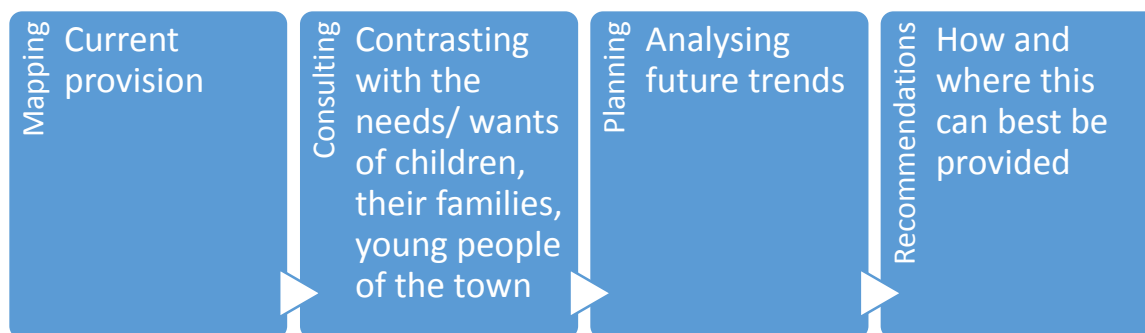 Mapping
Current
provision
Consulting
Contrasting
with the
needs/ wants
of children,
their families,
young people
of the town
Planning
Analysing
future trends
Recommendations
How and
where this
can best be
provided